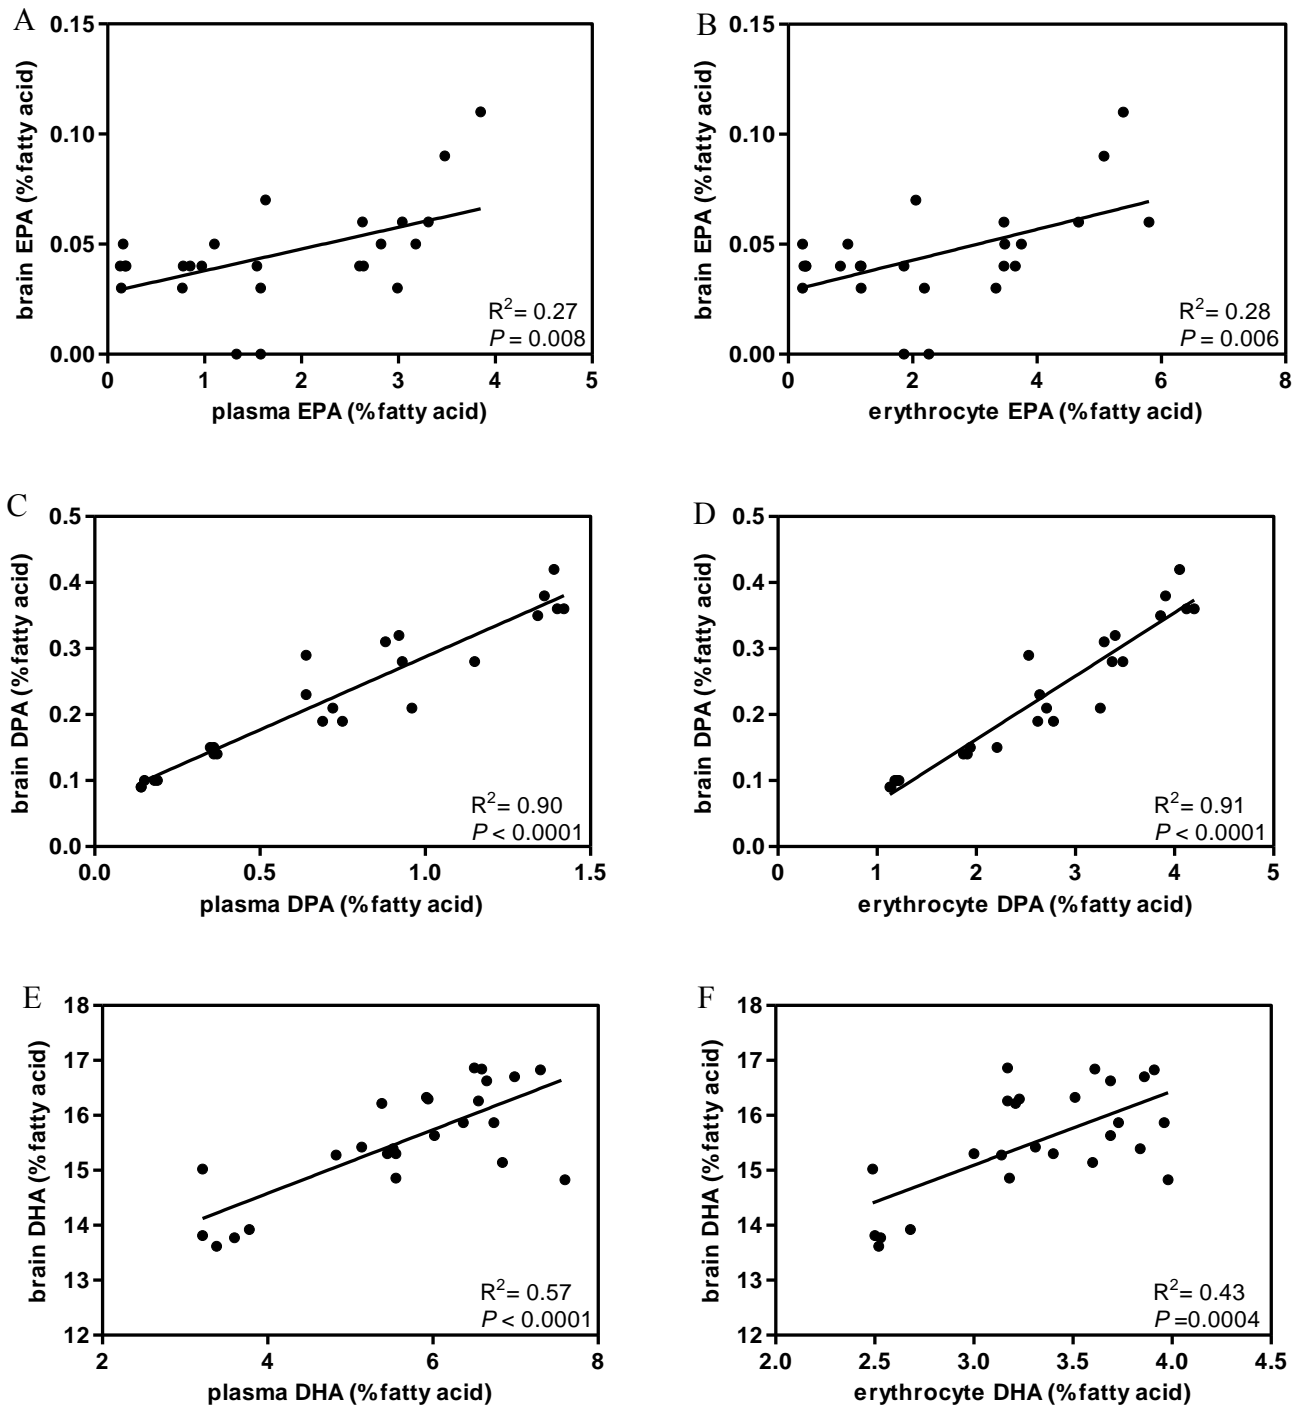 A
0.15
0.10
0.05
0.00
brain EPA (%fatty acid)
0 1 2 3 4 5
plasma EPA (%fatty acid)
R²= 0.27
P = 0.008
B
0.15
0.10
0.05
0.00
brain EPA (%fatty acid)
0 2 4 6 8
erythrocyte EPA (%fatty acid)
R²= 0.28
P = 0.006
C
0.5
0.4
0.3
0.2
0.1
0.0
brain DPA (%fatty acid)
0.0 0.5 1.0 1.5
plasma DPA (%fatty acid)
R²= 0.90
P < 0.0001
D
0.5
0.4
0.3
0.2
0.1
0.0
brain DPA (%fatty acid)
0 1 2 3 4 5
erythrocyte DPA (%fatty acid)
R²= 0.91
P < 0.0001
E
18
17
16
15
14
13
12
brain DHA (%fatty acid)
2 4 6 8
plasma DHA (%fatty acid)
R²= 0.57
P < 0.0001
F
18
17
16
15
14
13
12
brain DHA (%fatty acid)
2.0 2.5 3.0 3.5 4.0 4.5
erythrocyte DHA (%fatty acid)
R²= 0.43
P =0.0004